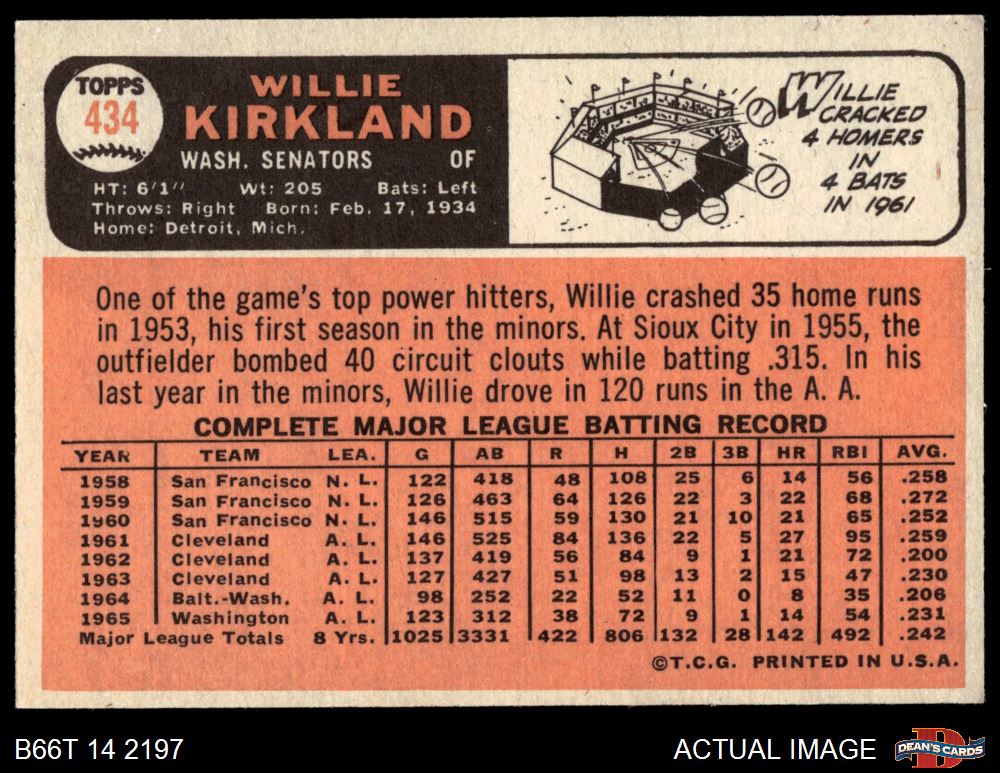 TOPPS
434
WILLIE
KIRKLAND
WASH. SENATORS OF
HT: 6'1" Wt: 205 Bats: Left
Throws: Right Born: Feb. 17, 1934
Home: Detroit, Mich.
WILLIE
CRACKED
4 HOMERS
IN
4 BATS
IN 1961
One of the game's top power hitters, Willie crashed 35 home runs
in 1953, his first season in the minors. At Sioux City in 1955, the
outfielder bombed 40 circuit clouts while batting .315. In his
last year in the minors, Willie drove in 120 runs in the A. A.
COMPLETE MAJOR LEAGUE BATTING RECORD
YEAR TEAM LEA. G AB R H 2B 3B HR RBI AVG.
1958 San Francisco N. L. 122 418 48 108 25 6 14 56 .258
1959 San Francisco N. L. 126 463 64 126 22 3 22 68 .272
1960 San Francisco N. L. 146 515 59 130 21 10 21 65 .252
1961 Cleveland A. L. 146 525 84 136 22 5 27 95 .259
1962 Cleveland A. L. 137 419 56 84 9 1 21 72 .200
1963 Cleveland A. L. 127 427 51 98 13 2 15 47 .230
1964 Balt.-Wash. A. L. 98 252 22 52 11 0 8 35 .206
1965 Washington A. L. 123 312 38 72 9 1 14 54 .231
Major League Totals 8 Yrs. 1025 3331 422 806 132 28 142 492 .242
©T.C.G. PRINTED IN U.S.A.
B66T 14 2197 ACTUAL IMAGE
D
DEAN'S CARDS